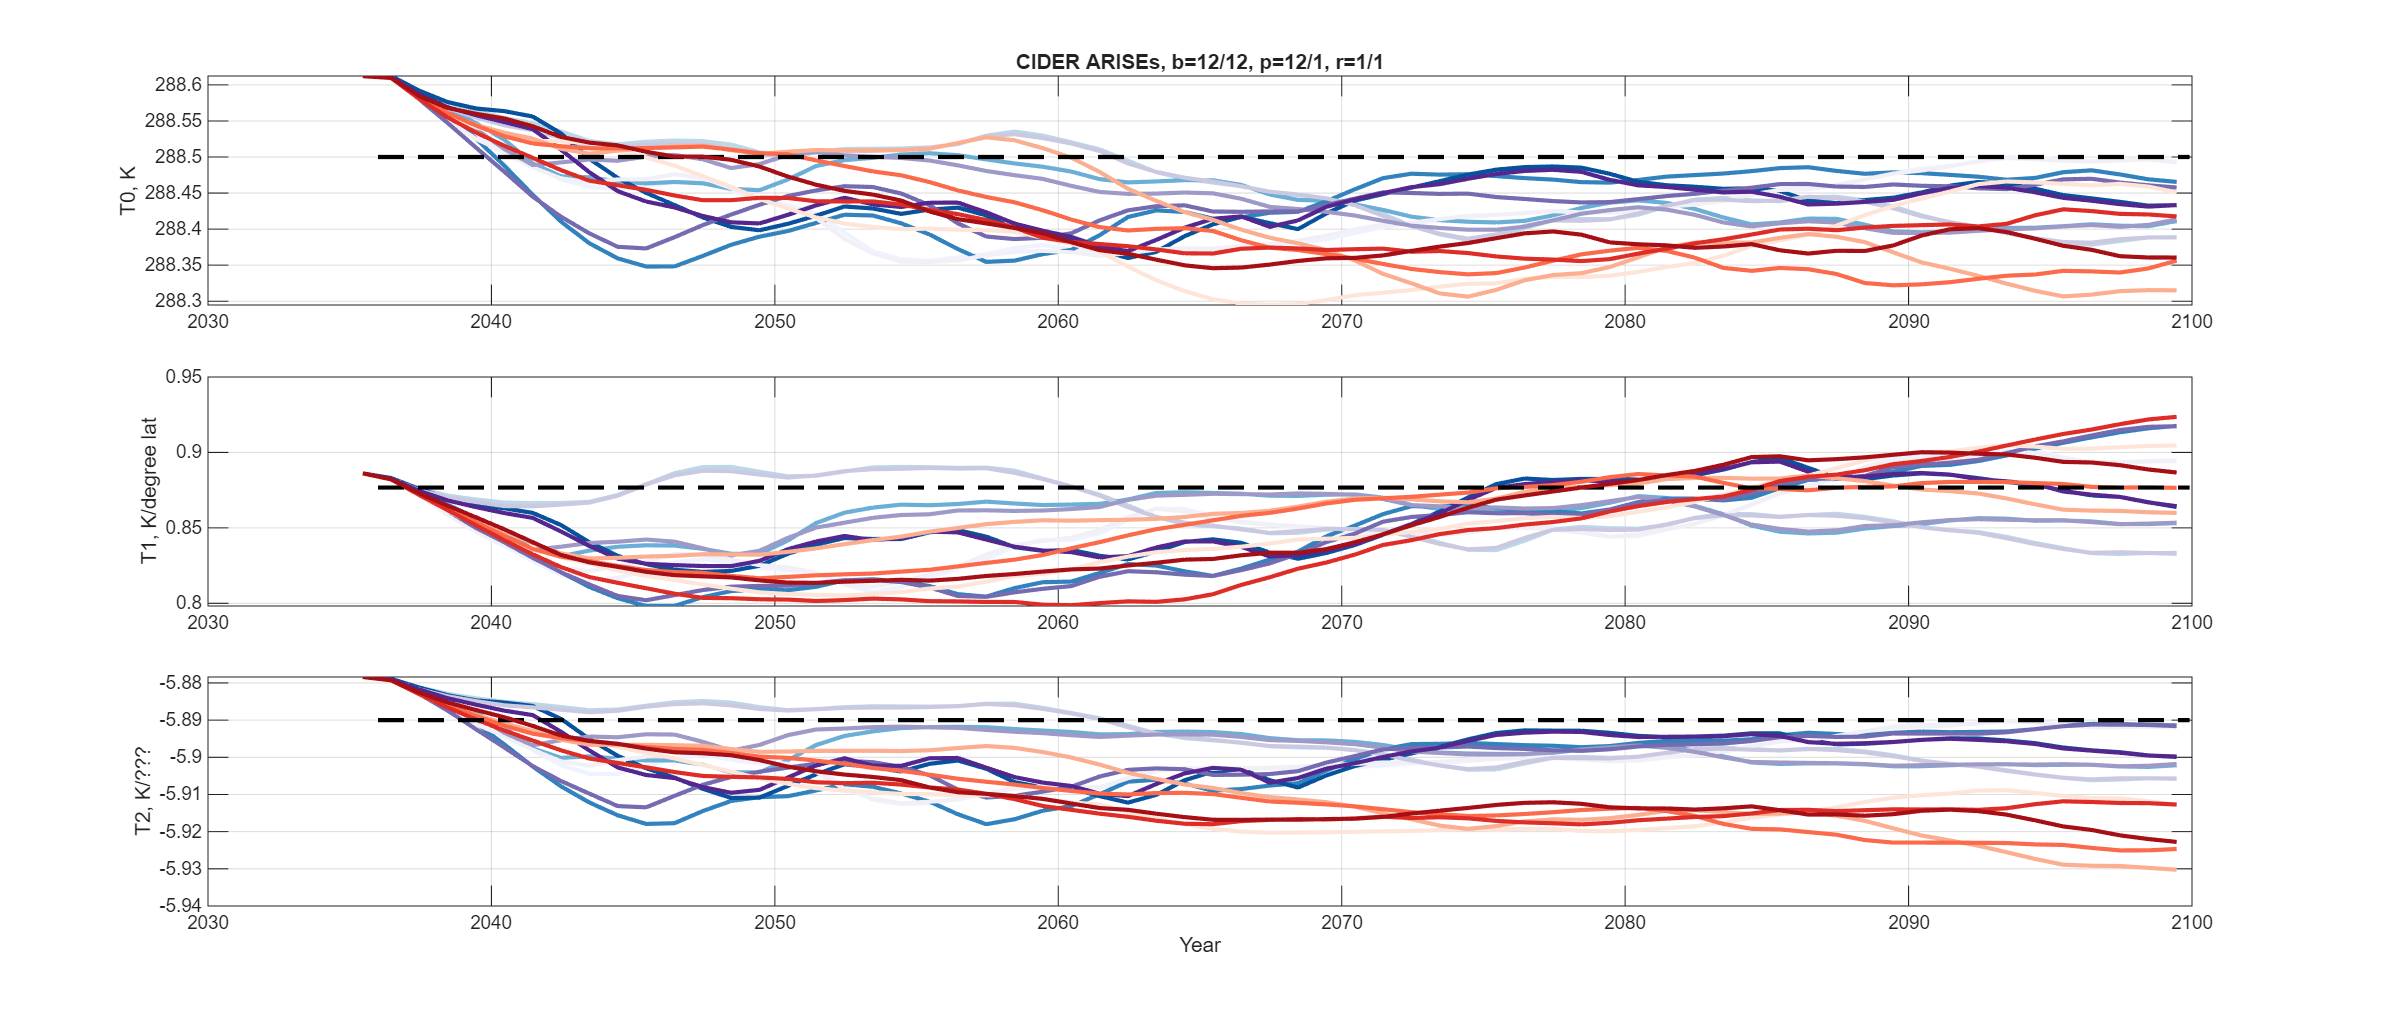 CIDER ARISEs, b=12/12, p=12/1, r=1/1
288.6
288.55
288.5
288.45
288.4
288.35
288.3
T0, K
2030 2040 2050 2060 2070 2080 2090 2100
0.95
0.9
0.85
0.8
T1, K/degree lat
2030 2040 2050 2060 2070 2080 2090 2100
-5.88
-5.89
-5.9
-5.91
-5.92
-5.93
-5.94
T2, K/???
2030 2040 2050 2060 2070 2080 2090 2100
Year